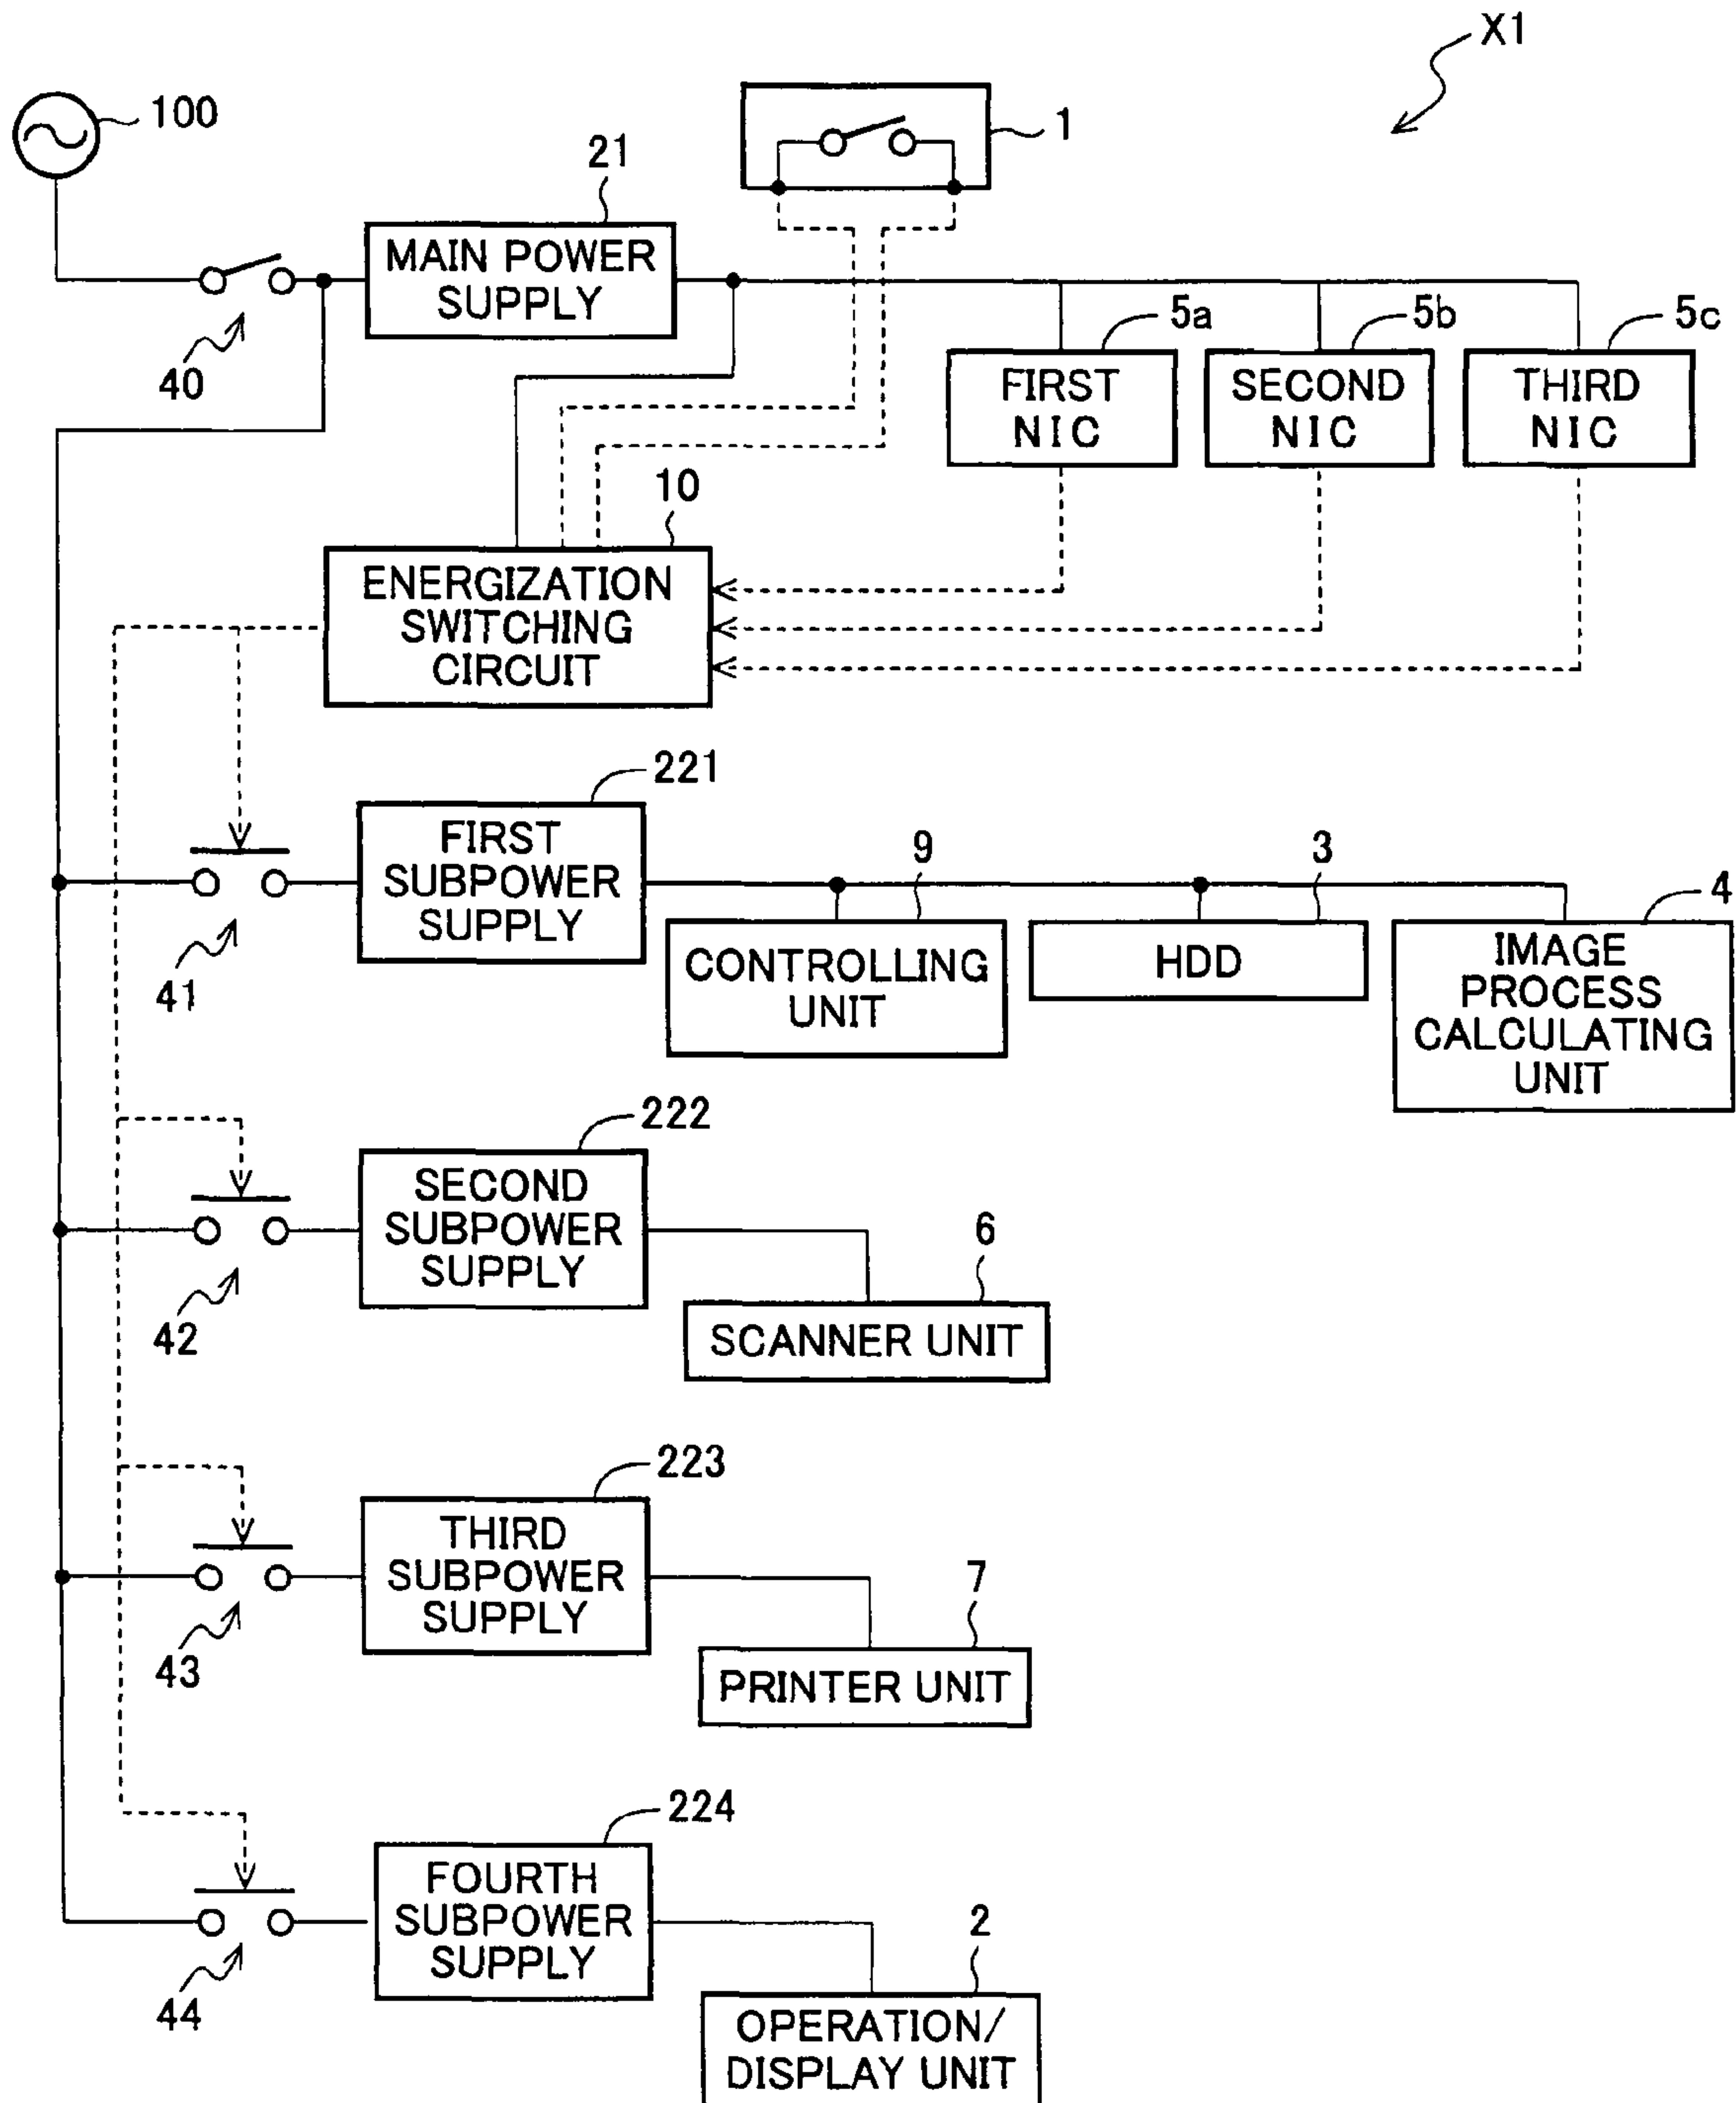 X1
100
1
21
MAIN POWER
SUPPLY
40
5a
5b
5c
FIRST
NIC
SECOND
NIC
THIRD
NIC
10
ENERGIZATION
SWITCHING
CIRCUIT
221
FIRST
SUBPOWER
SUPPLY
41
9
CONTROLLING
UNIT
3
HDD
4
IMAGE
PROCESS
CALCULATING
UNIT
222
SECOND
SUBPOWER
SUPPLY
42
6
SCANNER UNIT
223
THIRD
SUBPOWER
SUPPLY
43
7
PRINTER UNIT
224
FOURTH
SUBPOWER
SUPPLY
44
2
OPERATION/
DISPLAY UNIT